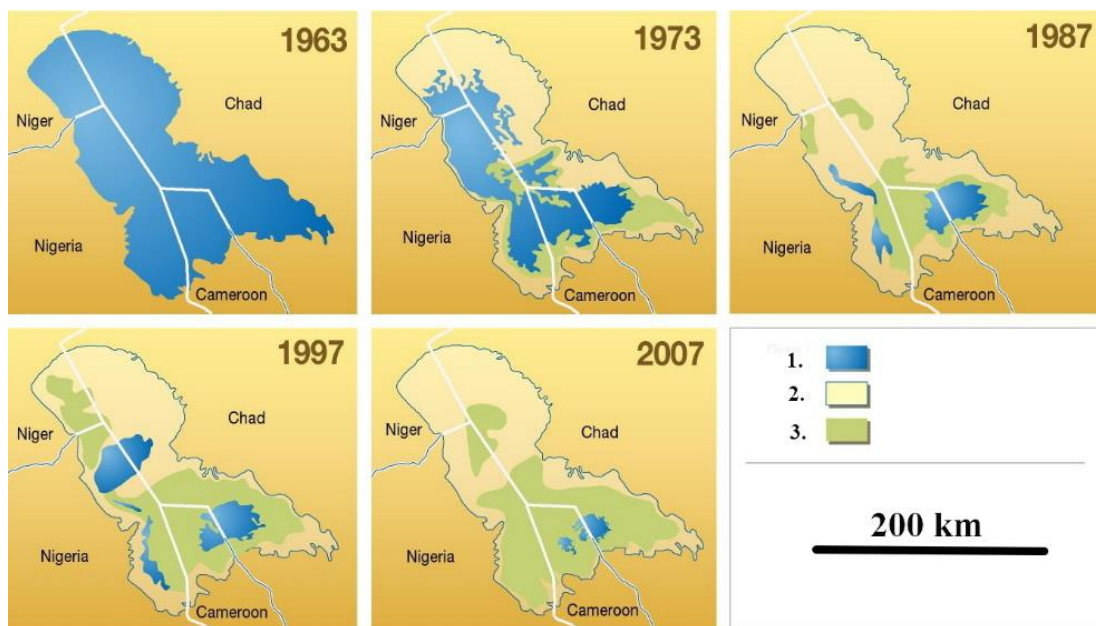 1963
Chad
Niger
Nigeria
Cameroon
1973
Chad
Niger
Nigeria
Cameroon
1987
Chad
Niger
Nigeria
Cameroon
1997
Chad
Niger
Nigeria
Cameroon
2007
Chad
Niger
Nigeria
Cameroon
1.
2.
3.
200 km